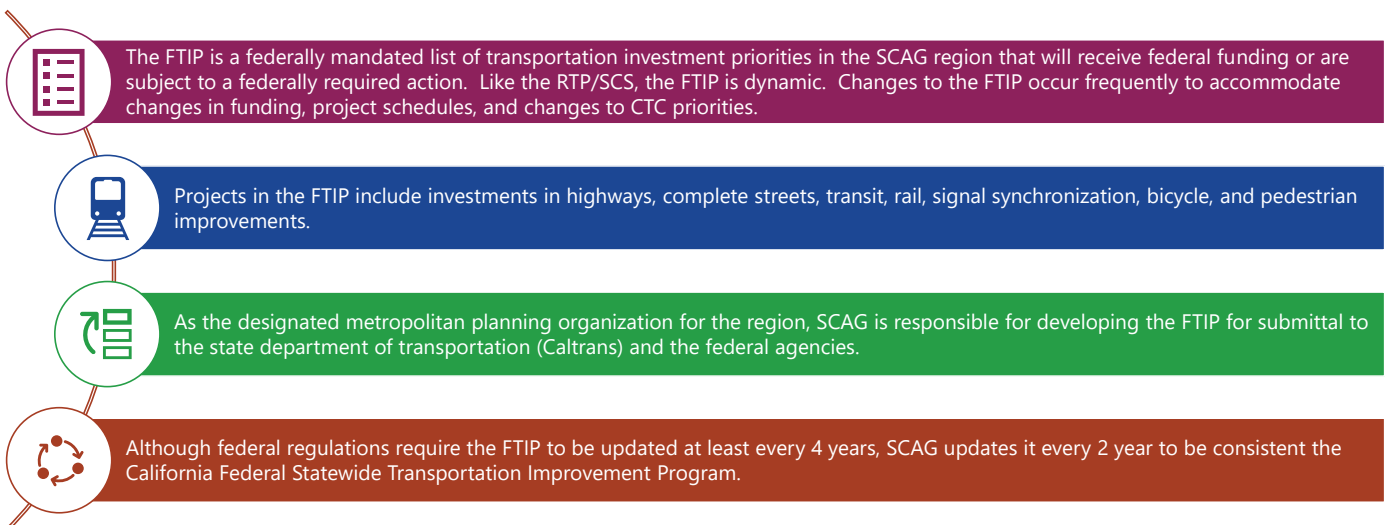 The FTIP is a federally mandated list of transportation investment priorities in the SCAG region that will receive federal funding or are
subject to a federally required action.  Like the RTP/SCS, the FTIP is dynamic.  Changes to the FTIP occur frequently to accommodate
changes in funding, project schedules, and changes to CTC priorities.
Projects in the FTIP include investments in highways, complete streets, transit, rail, signal synchronization, bicycle, and pedestrian
improvements.
As the designated metropolitan planning organization for the region, SCAG is responsible for developing the FTIP for submittal to
the state department of transportation (Caltrans) and the federal agencies.
Although federal regulations require the FTIP to be updated at least every 4 years, SCAG updates it every 2 year to be consistent the
California Federal Statewide Transportation Improvement Program.